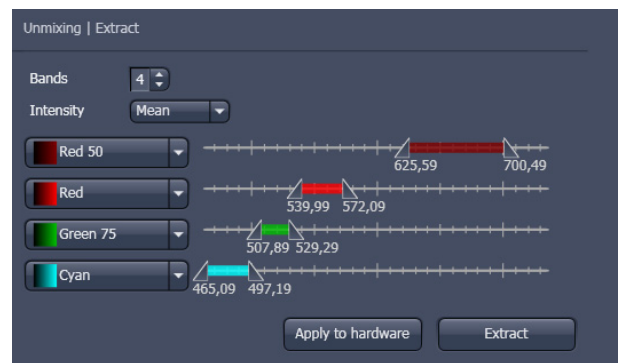 Unmixing | Extract
Bands 4
Intensity Mean
Red 50
625,59 700,49
Red
539,99 572,09
Green 75
507,89 529,29
Cyan
465,09 497,19
Apply to hardware Extract